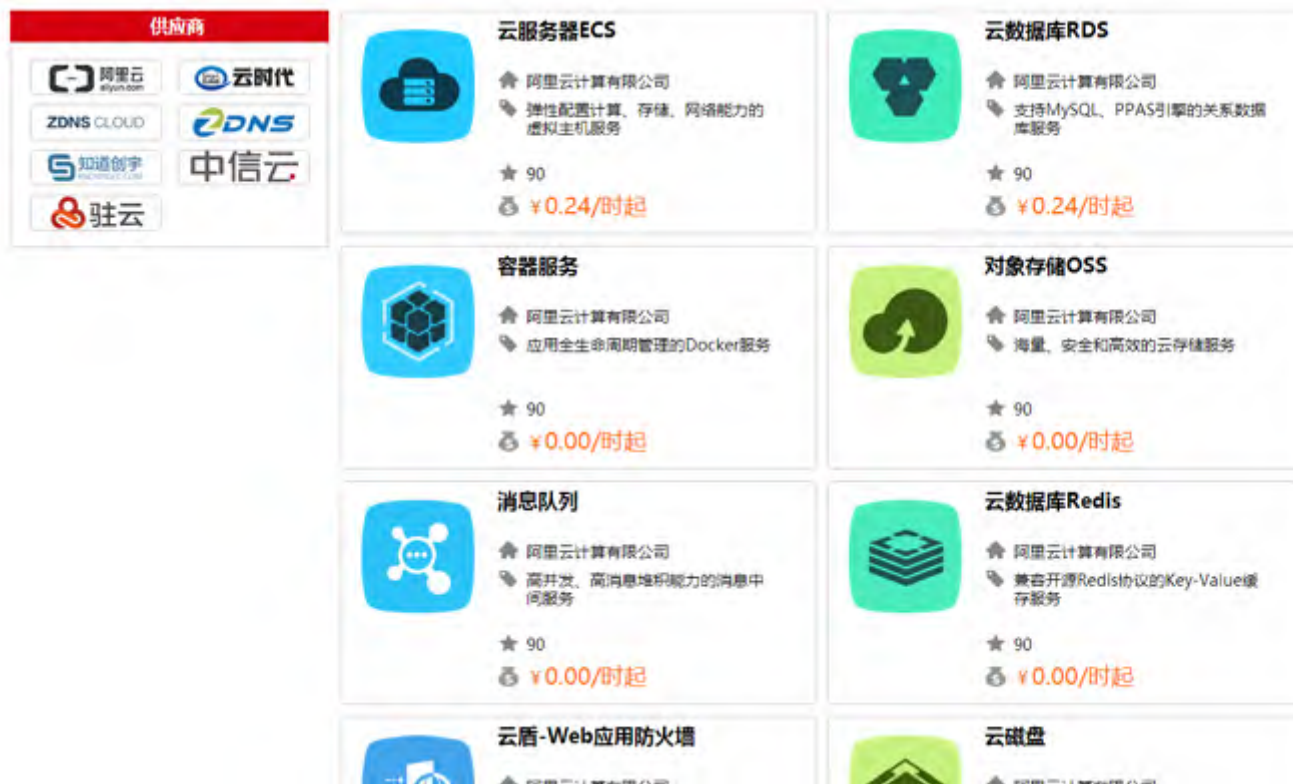 供应商
阿里云
aliyun.com
云时代
ZDNS CLOUD
ZDNS
知道创宇
中信云
驻云
云服务器ECS
阿里云计算有限公司
弹性配置计算、存储、网络能力的
虚拟主机服务
90
¥0.24/时起
云数据库RDS
阿里云计算有限公司
支持MySQL、PPAS引擎的关系数据
库服务
90
¥0.24/时起
容器服务
阿里云计算有限公司
应用全生命周期管理的Docker服务
90
¥0.00/时起
对象存储OSS
阿里云计算有限公司
海量、安全和高效的云存储服务
90
¥0.00/时起
消息队列
阿里云计算有限公司
高并发、高消息堆积能力的消息中
间服务
90
¥0.00/时起
云数据库Redis
阿里云计算有限公司
兼容开源Redis协议的Key-Value缓
存服务
90
¥0.00/时起
云盾-Web应用防火墙
云磁盘